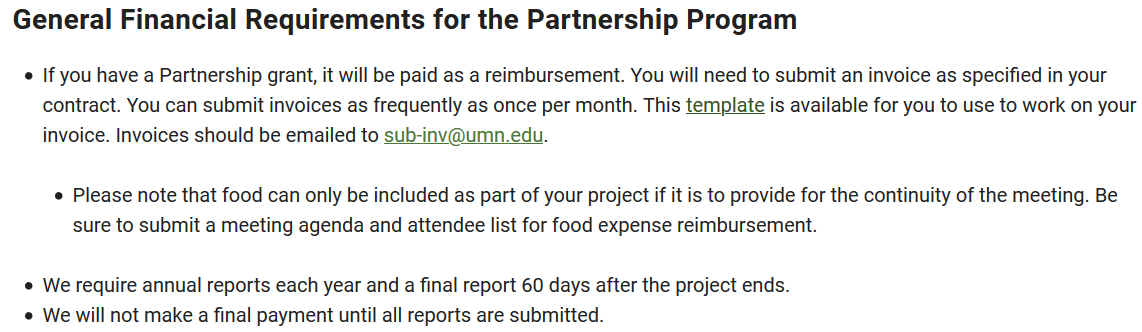 General Financial Requirements for the Partnership Program
• If you have a Partnership grant, it will be paid as a reimbursement. You will need to submit an invoice as specified in your
contract. You can submit invoices as frequently as once per month. This template is available for you to use to work on your
invoice. Invoices should be emailed to sub-inv@umn.edu.
• Please note that food can only be included as part of your project if it is to provide for the continuity of the meeting. Be
sure to submit a meeting agenda and attendee list for food expense reimbursement.
• We require annual reports each year and a final report 60 days after the project ends.
• We will not make a final payment until all reports are submitted.